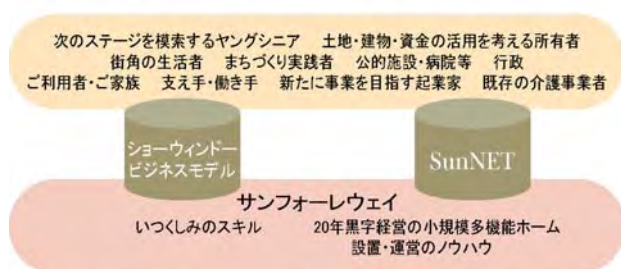 次のステージを模索するヤングシニア　土地・建物・資金の活用を考える所有者
街角の生活者　まちづくり実践者　公的施設・病院等　行政
ご利用者・ご家族　支え手・働き手　新たに事業を目指す起業家　既存の介護事業者
ショーウィンドー
ビジネスモデル
SunNET
サンフォーレウェイ
いつくしみのスキル　20年黒字経営の小規模多機能ホーム
設置・運営のノウハウ